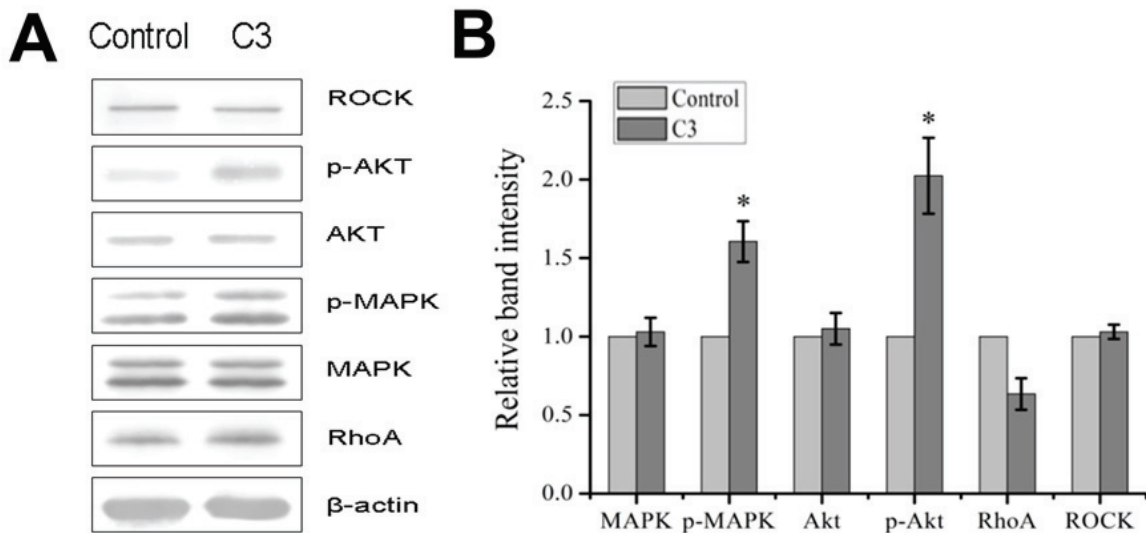 A
Control C3
ROCK
p-AKT
AKT
p-MAPK
MAPK
RhoA
β-actin
B
Control
C3
Relative band intensity
2.5
2.0
1.5
1.0
0.5
0.0
*
*
MAPK p-MAPK Akt p-Akt RhoA ROCK